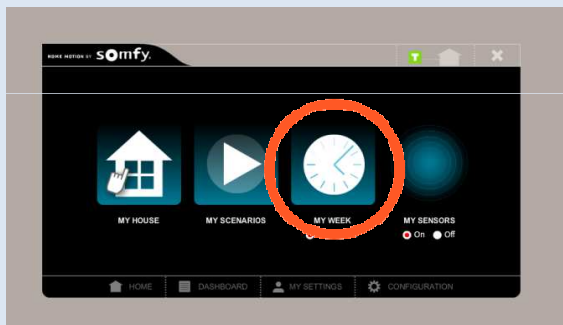 HOME MOTION BY somfy.
T
MY HOUSE MY SCENARIOS MY WEEK MY SENSORS
On Off
HOME DASHBOARD MY SETTINGS CONFIGURATION